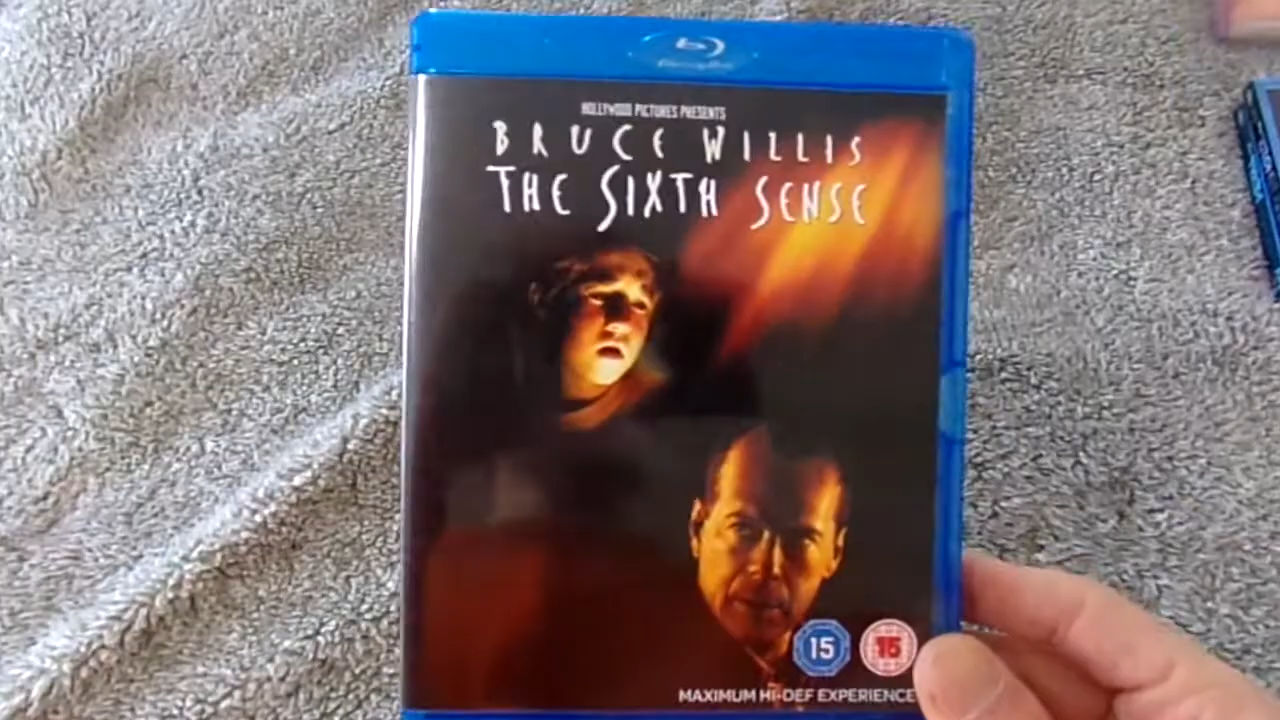 HOLLYWOOD PICTURES PRESENTS
BRUCE WILLIS
THE SIXTH SENSE
15
15
MAXIMUM HI-DEF EXPERIENCE